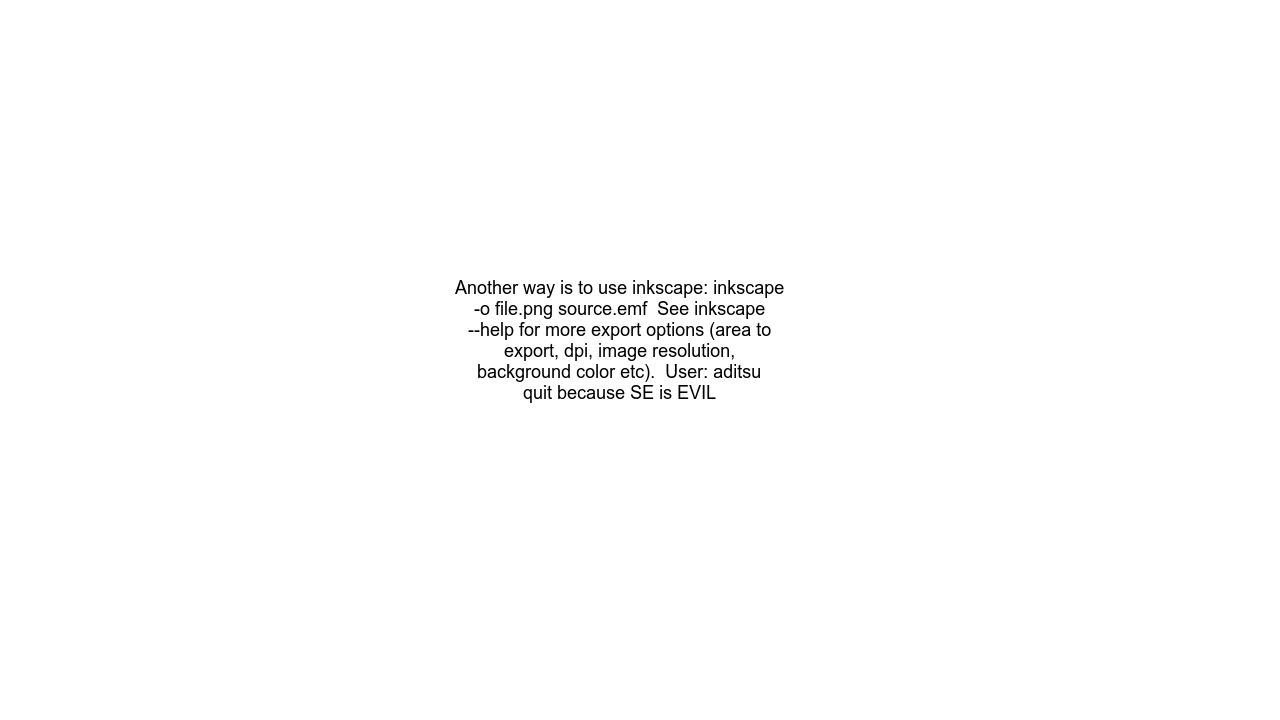 Another way is to use inkscape: inkscape
-o file.png source.emf  See inkscape
--help for more export options (area to
export, dpi, image resolution,
background color etc).  User: aditsu
quit because SE is EVIL